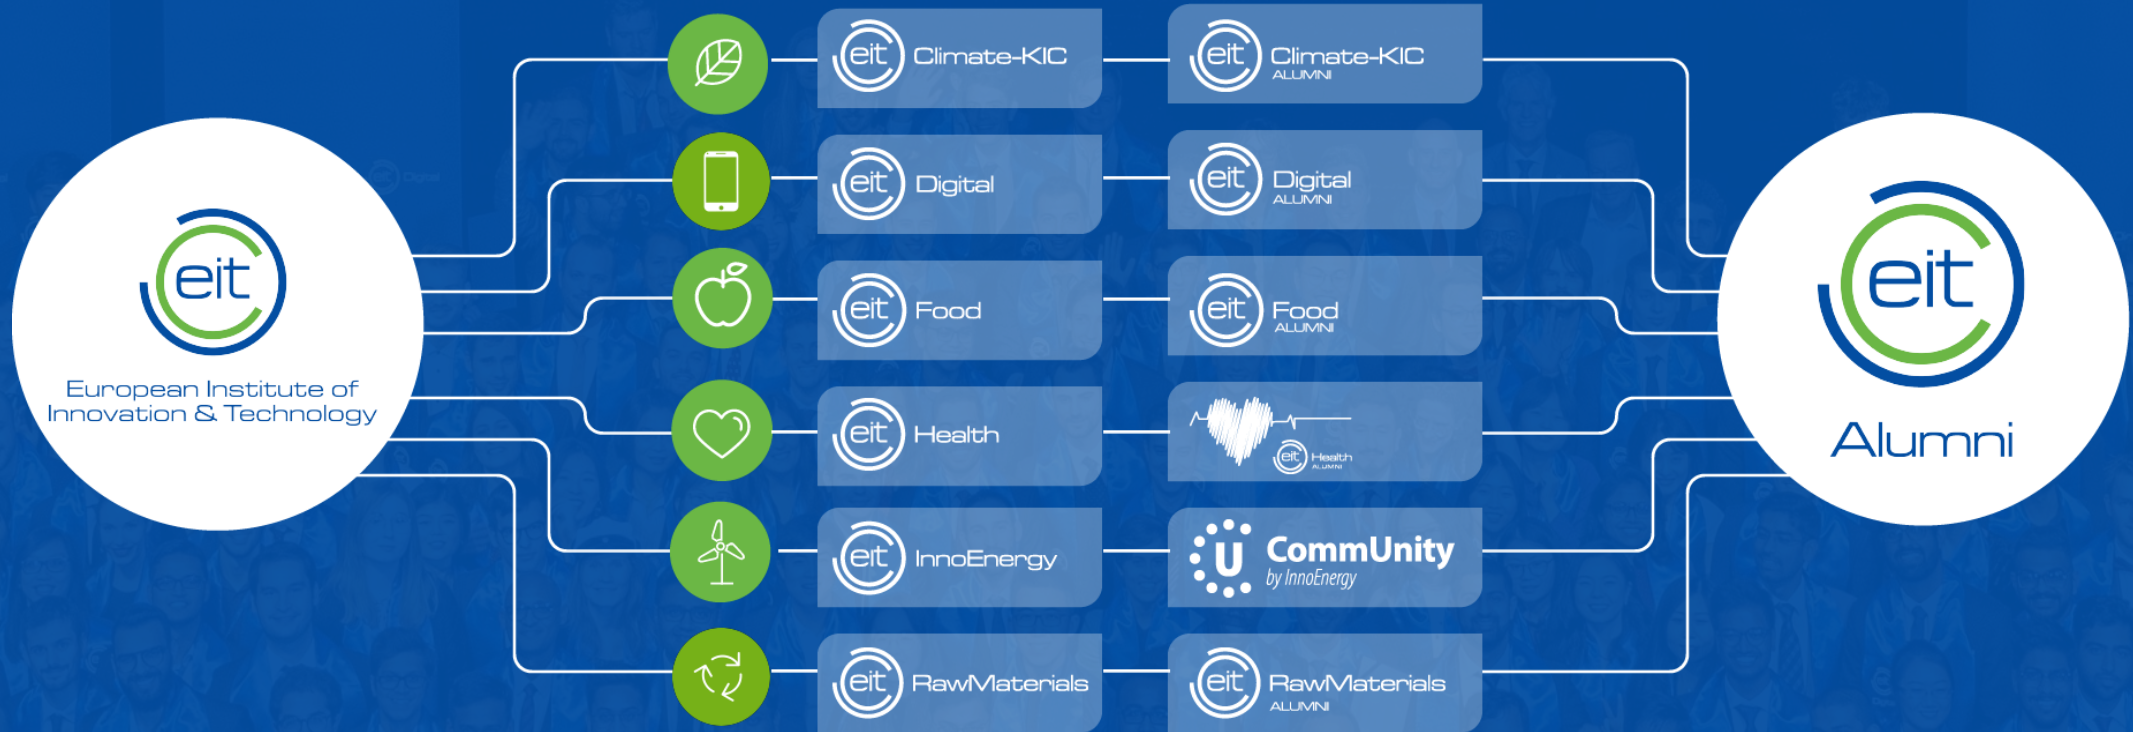 eit
European Institute of
Innovation & Technology
eit Climate-KIC
eit Climate-KIC
ALUMNI
eit Digital
eit Digital
ALUMNI
eit Food
eit Food
ALUMNI
eit Health
eit Health
ALUMNI
eit InnoEnergy
U CommUnity
by InnoEnergy
eit RawMaterials
eit RawMaterials
ALUMNI
eit
Alumni